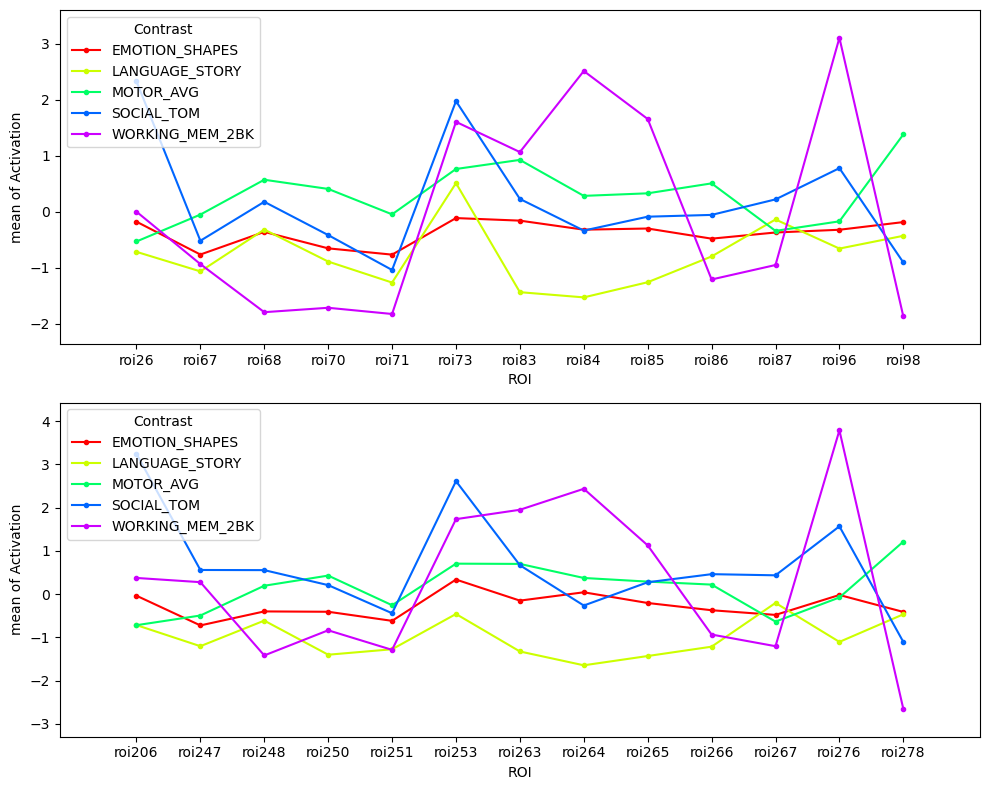 Contrast
EMOTION_SHAPES
LANGUAGE_STORY
MOTOR_AVG
SOCIAL_TOM
WORKING_MEM_2BK
3
2
1
0
−1
−2
mean of Activation
roi26 roi67 roi68 roi70 roi71 roi73 roi83 roi84 roi85 roi86 roi87 roi96 roi98
ROI
Contrast
EMOTION_SHAPES
LANGUAGE_STORY
MOTOR_AVG
SOCIAL_TOM
WORKING_MEM_2BK
4
3
2
1
0
−1
−2
−3
mean of Activation
roi206 roi247 roi248 roi250 roi251 roi253 roi263 roi264 roi265 roi266 roi267 roi276 roi278
ROI